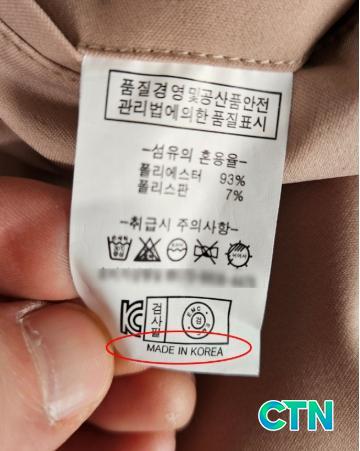 품질경영및공산품안전
관리법에의한 품질표시
-섬유의 혼용율-
폴리에스터 93%
폴리스판 7%
-취급시 주의사항-
KC 검사필 검
MADE IN KOREA
CTN